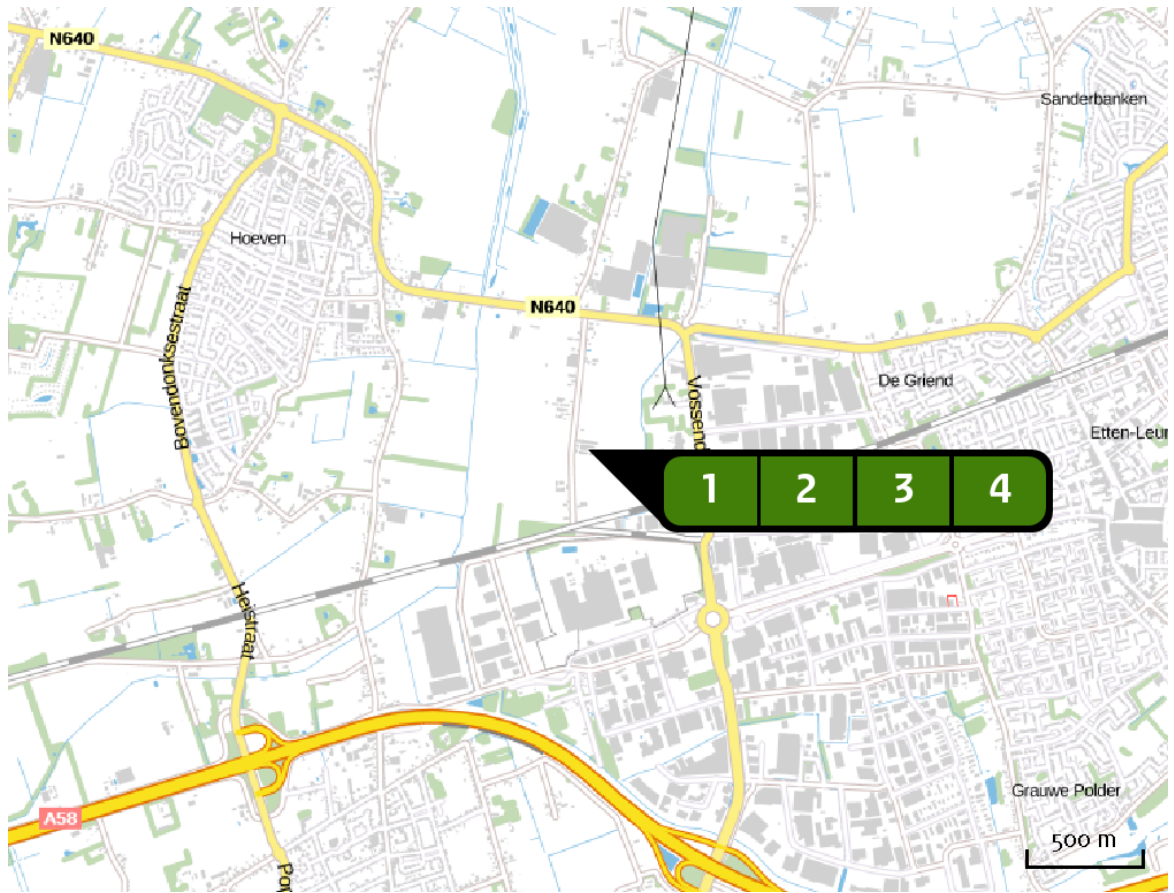 N640
Sanderbanken
Hoeven
N640
Bovendonksestraat
De Griend
Vossend
Etten-Leur
1 2 3 4
Heistraat
Grauwe Polder
A58
500 m
Pop